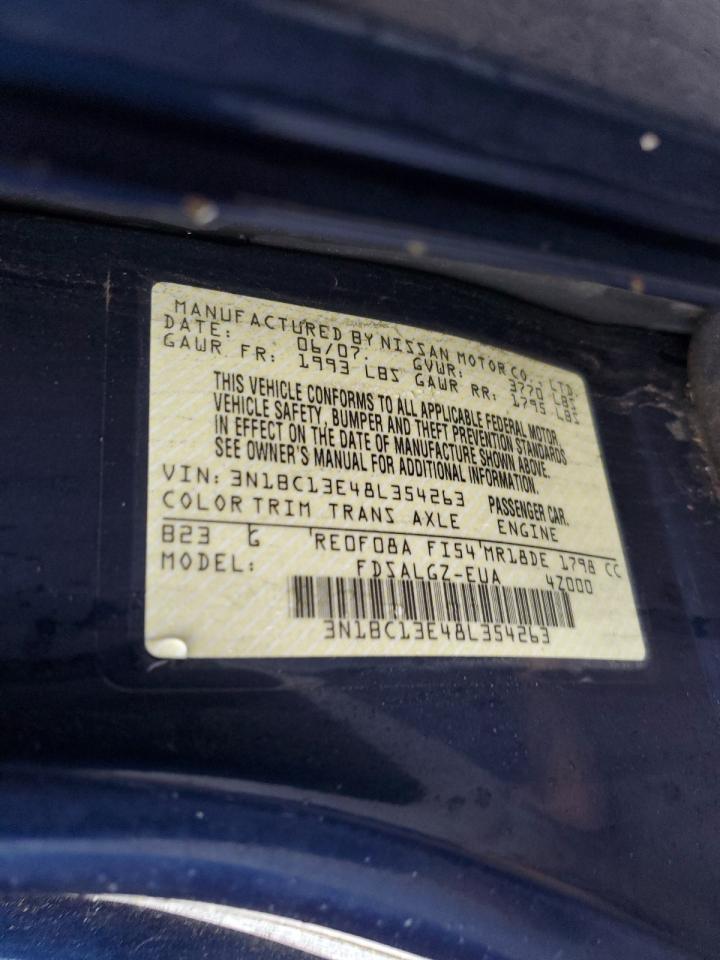 MANUFACTURED BY NISSAN MOTOR CO., LTD.
DATE: 06/07. GVWR: 3770 LBS
GAWR FR: 1993 LBS GAWR RR: 1795 LBS
THIS VEHICLE CONFORMS TO ALL APPLICABLE FEDERAL MOTOR
VEHICLE SAFETY, BUMPER AND THEFT PREVENTION STANDARDS
IN EFFECT ON THE DATE OF MANUFACTURE SHOWN ABOVE.
SEE OWNER'S MANUAL FOR ADDITIONAL INFORMATION.
VIN: 3N1BC13E48L354263 PASSENGER CAR.
COLOR TRIM TRANS AXLE ENGINE
B23 G RE0F08A FI54 MR18DE 1798 CC
MODEL: FDSALGZ-EUA 4Z000
3N1BC13E48L354263